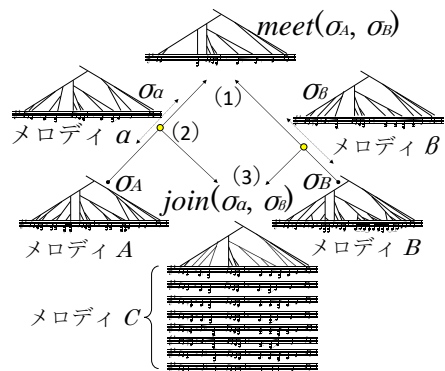 meet(σA, σB)
σα
(1)
σβ
メロディ α
(2)
メロディ β
(3)
σA
σB
join(σα, σβ)
メロディ A
メロディ B
メロディ C